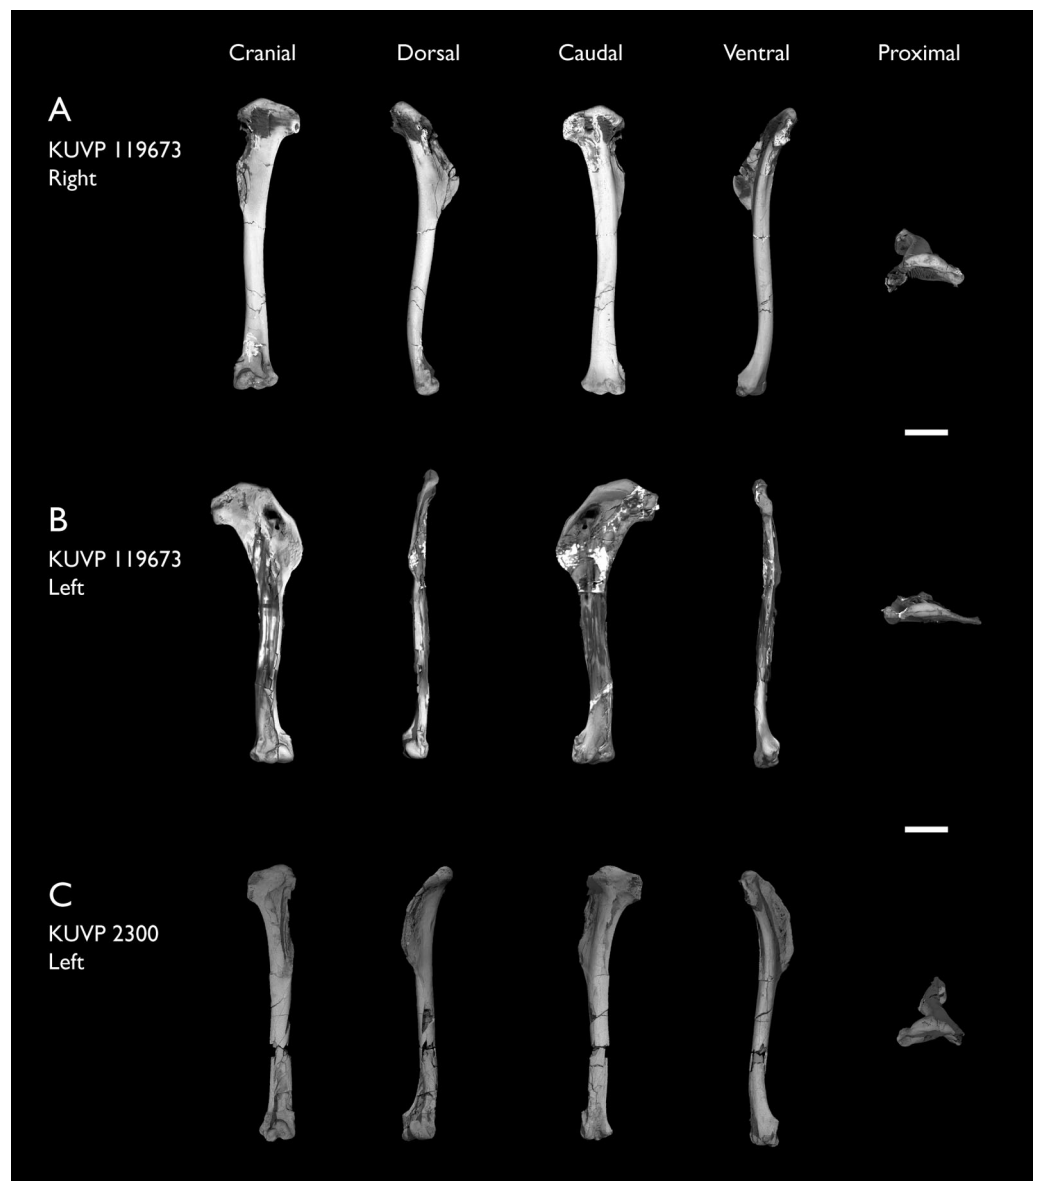 Cranial Dorsal Caudal Ventral Proximal
A
KUVP 119673
Right
B
KUVP 119673
Left
C
KUVP 2300
Left